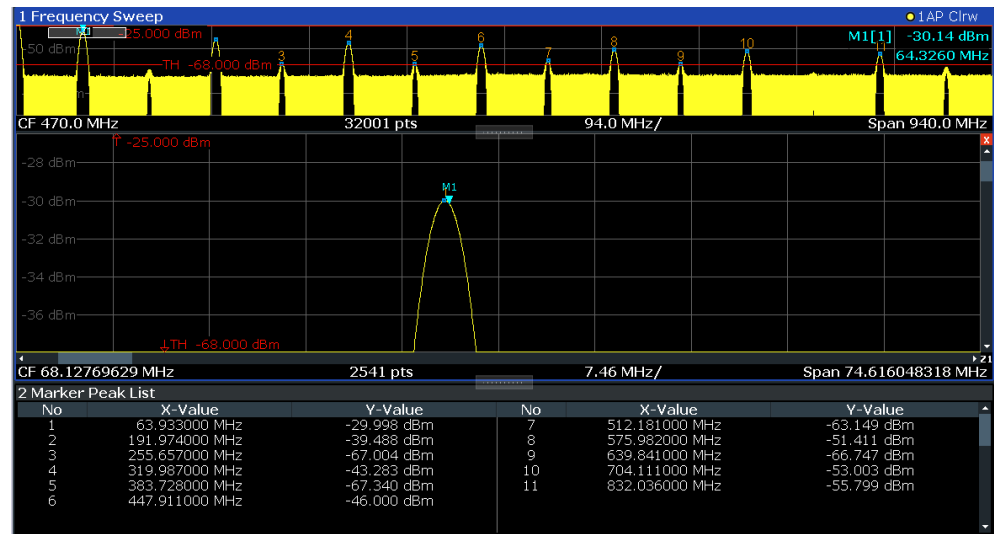 1 Frequency Sweep
1AP Clrw
M1
-25.000 dBm
M1[1] -30.14 dBm
64.3260 MHz
-50 dBm
TH -68.000 dBm
3
4
5
6
7
8
9
10
11
CF 470.0 MHz
32001 pts
94.0 MHz/
Span 940.0 MHz
-25.000 dBm
-28 dBm
M1
-30 dBm
-32 dBm
-34 dBm
-36 dBm
TH -68.000 dBm
Z1
CF 68.12769629 MHz
2541 pts
7.46 MHz/
Span 74.616048318 MHz
2 Marker Peak List
No X-Value Y-Value No X-Value Y-Value
1 63.933000 MHz -29.998 dBm 7 512.181000 MHz -63.149 dBm
2 191.974000 MHz -39.488 dBm 8 575.982000 MHz -51.411 dBm
3 255.657000 MHz -67.004 dBm 9 639.841000 MHz -66.747 dBm
4 319.987000 MHz -43.283 dBm 10 704.111000 MHz -53.003 dBm
5 383.728000 MHz -67.340 dBm 11 832.036000 MHz -55.799 dBm
6 447.911000 MHz -46.000 dBm